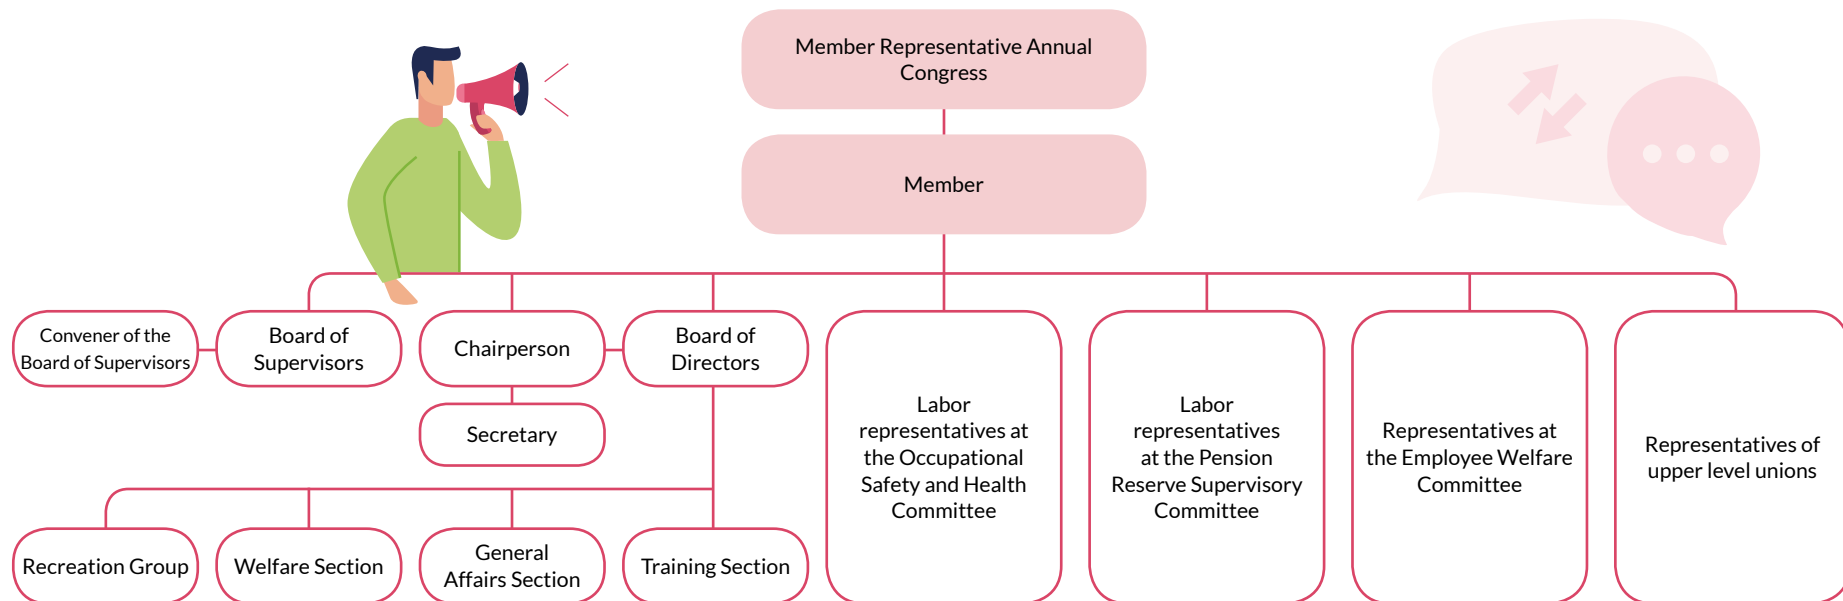 Member Representative Annual
Congress
Member
Convener of the
Board of Supervisors
Board of
Supervisors
Chairperson
Board of
Directors
Secretary
Labor
representatives at
the Occupational
Safety and Health
Committee
Labor
representatives
at the Pension
Reserve Supervisory
Committee
Representatives at
the Employee Welfare
Committee
Representatives of
upper level unions
Recreation Group
Welfare Section
General
Affairs Section
Training Section